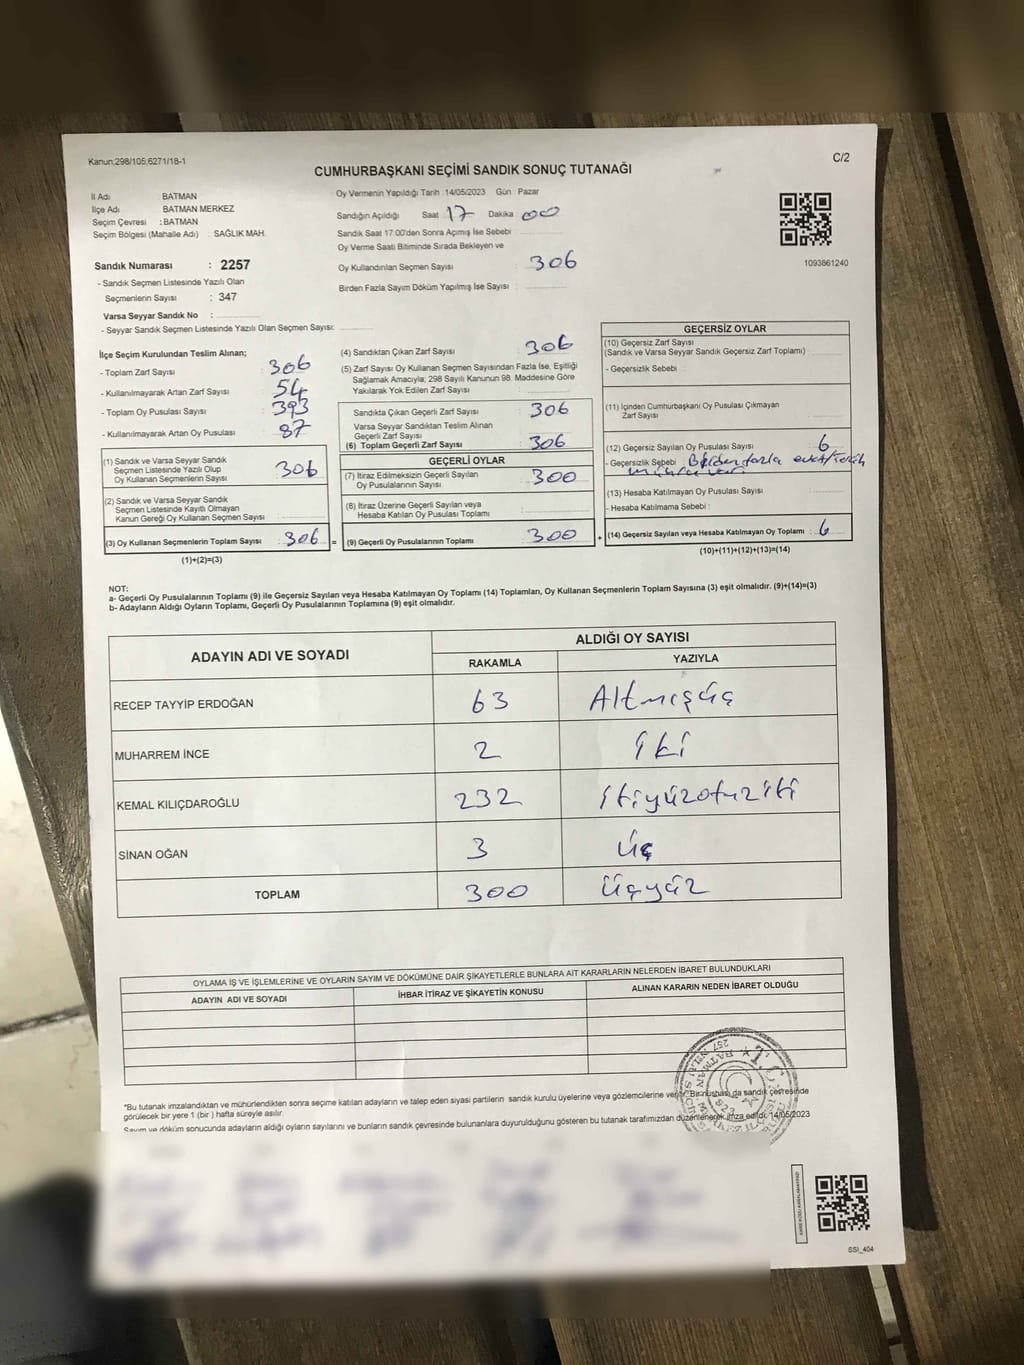 Kanun;298/105;6271/18-1
C/2
CUMHURBAŞKANI SEÇİMİ SANDIK SONUÇ TUTANAĞI
İl Adı BATMAN
İlçe Adı BATMAN MERKEZ
Seçim Çevresi : BATMAN
Seçim Bölgesi (Mahalle Adı) : SAĞLIK MAH.
Sandık Numarası : 2257
- Sandık Seçmen Listesinde Yazılı Olan
Seçmenlerin Sayısı : 347
Varsa Seyyar Sandık No :
- Seyyar Sandık Seçmen Listesinde Yazılı Olan Seçmen Sayısı:
Oy Vermenin Yapıldığı Tarih : 14/05/2023 Gün : Pazar
Sandığın Açıldığı Saat 17 Dakika 00
Sandık Saat 17:00'den Sonra Açımış İse Sebebi
Oy Verme Saati Bitiminde Sırada Bekleyen ve
Oy Kullandırılan Seçmen Sayısı : 306
Birden Fazla Sayım Döküm Yapılmış İse Sayısı :
1093861240
İlçe Seçim Kurulundan Teslim Alınan;
- Toplam Zarf Sayısı : 306
- Kullanılmayarak Artan Zarf Sayısı : 54
- Toplam Oy Pusulası Sayısı : 393
- Kullanılmayarak Artan Oy Pusulası : 87
(1) Sandık ve Varsa Seyyar Sandık
Seçmen Listesinde Yazılı Olup
Oy Kullanan Seçmenlerin Sayısı : 306
(2) Sandık ve Varsa Seyyar Sandık
Seçmen Listesinde Kayıtlı Olmayan
Kanun Gereği Oy Kullanan Seçmen Sayısı :
(3) Oy Kullanan Seçmenlerin Toplam Sayısı : 306 =
(1)+(2)=(3)
(4) Sandıktan Çıkan Zarf Sayısı : 306
(5) Zarf Sayısı Oy Kullanan Seçmen Sayısından Fazla İse, Eşitliği
Sağlamak Amacıyla; 298 Sayılı Kanunun 98. Maddesine Göre
Yakılarak Yok Edilen Zarf Sayısı
Sandıkta Çıkan Geçerli Zarf Sayısı : 306
Varsa Seyyar Sandıktan Teslim Alınan
Geçerli Zarf Sayısı
(6) Toplam Geçerli Zarf Sayısı : 306
GEÇERLİ OYLAR
(7) İtiraz Edilmeksizin Geçerli Sayılan
Oy Pusulalarının Sayısı : 300
(8) İtiraz Üzerine Geçerli Sayılan veya
Hesaba Katılan Oy Pusulası Toplamı
(9) Geçerli Oy Pusulalarının Toplamı : 300 +
GEÇERSİZ OYLAR
(10) Geçersiz Zarf Sayısı
(Sandık ve Varsa Seyyar Sandık Geçersiz Zarf Toplamı)
- Geçersizlik Sebebi :
(11) İçinden Cumhurbaşkanı Oy Pusulası Çıkmayan
Zarf Sayısı
(12) Geçersiz Sayılan Oy Pusulası Sayısı : 6
- Geçersizlik Sebebi : Birden fazla evet/tercih
mührü var.
(13) Hesaba Katılmayan Oy Pusulası Sayısı
- Hesaba Katılmama Sebebi :
(14) Geçersiz Sayılan veya Hesaba Katılmayan Oy Toplamı : 6
(10)+(11)+(12)+(13)=(14)
NOT:
a- Geçerli Oy Pusulalarının Toplamı (9) ile Geçersiz Sayılan veya Hesaba Katılmayan Oy Toplamı (14) Toplamları, Oy Kullanan Seçmenlerin Toplam Sayısına (3) eşit olmalıdır. (9)+(14)=(3)
b- Adayların Aldığı Oyların Toplamı, Geçerli Oy Pusulalarının Toplamına (9) eşit olmalıdır.
ADAYIN ADI VE SOYADI
ALDIĞI OY SAYISI
RAKAMLA YAZIYLA
RECEP TAYYİP ERDOĞAN 63 Altmışüç
MUHARREM İNCE 2 iki
KEMAL KILIÇDAROĞLU 232 ikiyüzotuziki
SİNAN OĞAN 3 üç
TOPLAM 300 üçyüz
OYLAMA İŞ VE İŞLEMLERİNE VE OYLARIN SAYIM VE DÖKÜMÜNE DAİR ŞİKAYETLERLE BUNLARA AİT KARARLARIN NELERDEN İBARET BULUNDUKLARI
ADAYIN ADI VE SOYADI İHBAR İTİRAZ VE ŞİKAYETİN KONUSU ALINAN KARARIN NEDEN İBARET OLDUĞU
*Bu tutanak imzalandıktan ve mühürlendikten sonra seçime katılan adayların ve talep eden siyasi partilerin sandık kurulu üyelerine veya gözlemcilerine verilir. Bir nüshası da sandık çevresinde
görülecek bir yere 1 (bir ) hafta süreyle asılır.
Sayım ve döküm sonucunda adayların aldığı oyların sayılarını ve bunların sandık çevresinde bulunanlara duyurulduğunu gösteren bu tutanak tarafımızdan düzenlenerek imza edildi. 14/05/2023
SSI_404